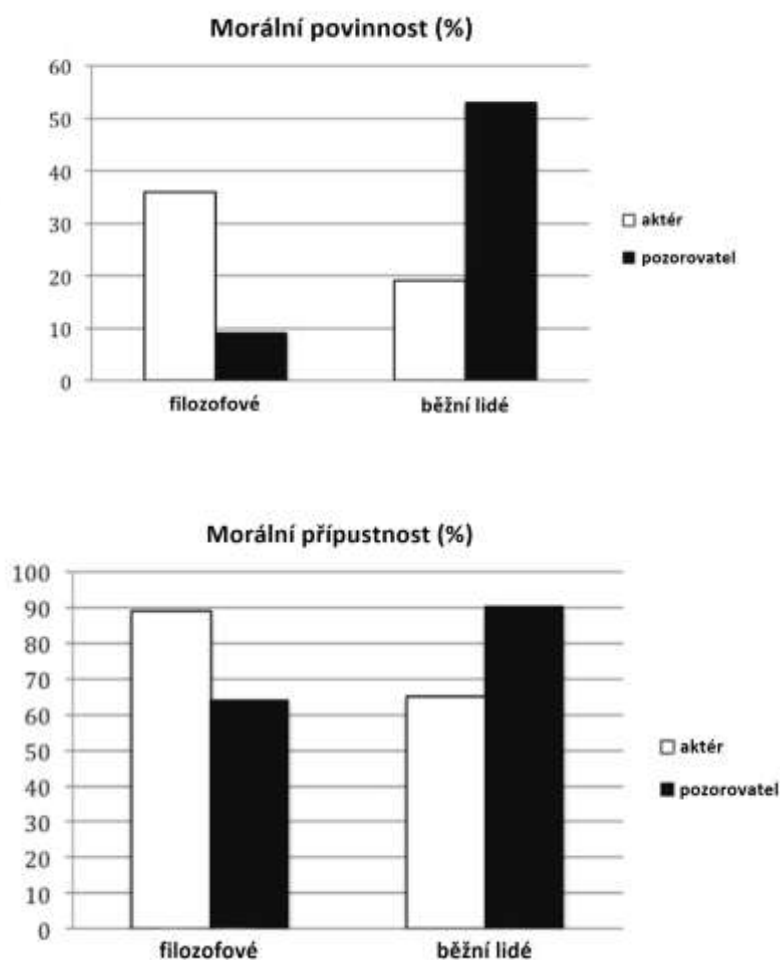 Morální povinnost (%)
60
50
40
30
20
10
0
filozofové běžní lidé
aktér
pozorovatel
Morální přípustnost (%)
100
90
80
70
60
50
40
30
20
10
0
filozofové běžní lidé
aktér
pozorovatel